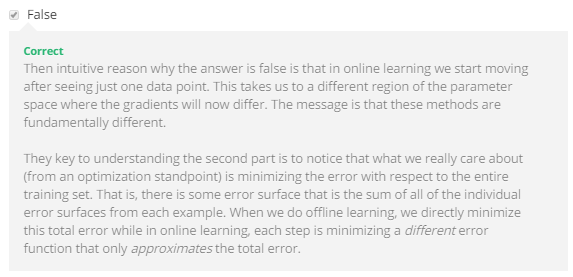 False
Correct
Then intuitive reason why the answer is false is that in online learning we start moving
after seeing just one data point. This takes us to a different region of the parameter
space where the gradients will now differ. The message is that these methods are
fundamentally different.
They key to understanding the second part is to notice that what we really care about
(from an optimization standpoint) is minimizing the error with respect to the entire
training set. That is, there is some error surface that is the sum of all of the individual
error surfaces from each example. When we do offline learning, we directly minimize
this total error while in online learning, each step is minimizing a different error
function that only approximates the total error.